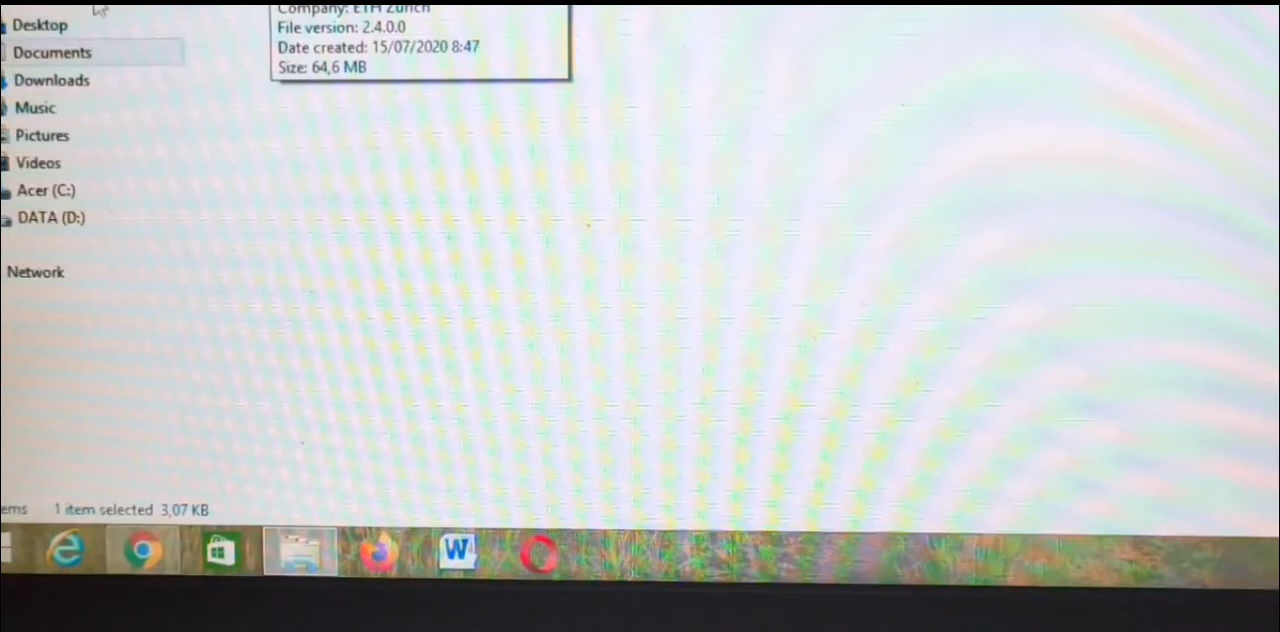 Company: ETH Zurich
Desktop
File version: 2.4.0.0
Documents
Date created: 15/07/2020 8:47
Downloads
Size: 64,6 MB
Music
Pictures
Videos
Acer (C:)
DATA (D:)
Network
ems 1 item selected 3,07 KB
W